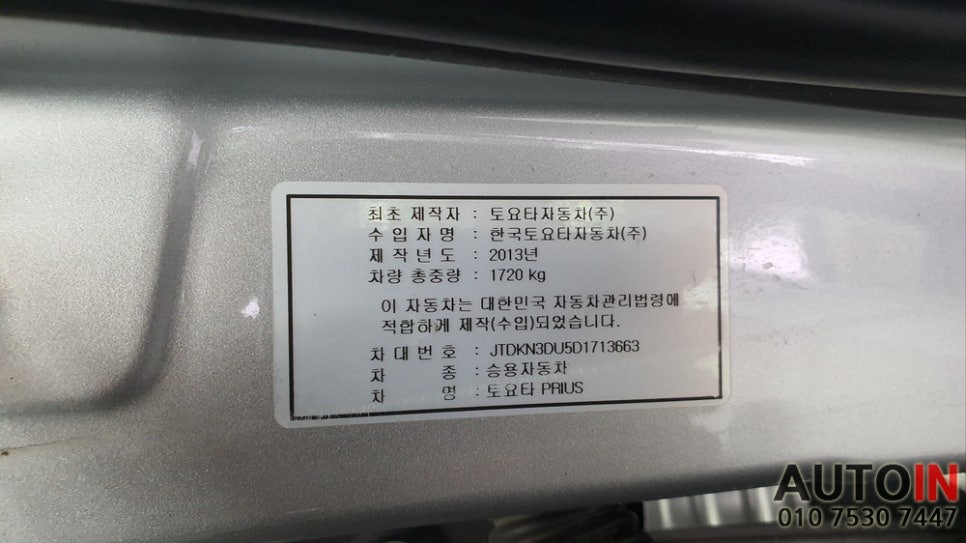 최초 제작자 : 토요타자동차(주)
수 입 자 명 : 한국토요타자동차(주)
제 작 년 도 : 2013년
차량 총중량 : 1720 kg
이 자동차는 대한민국 자동차관리법령에
적합하게 제작(수입)되었습니다.
차 대 번 호 : JTDKN3DU5D1713663
차 종 : 승용자동차
차 명 : 토요타 PRIUS
AUTOIN
010 7530 7447